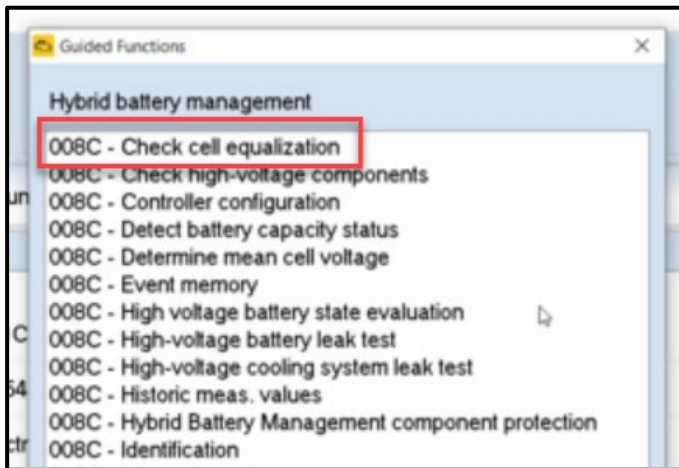 Guided Functions
Hybrid battery management
008C - Check cell equalization
008C - Check high-voltage components
008C - Controller configuration
008C - Detect battery capacity status
008C - Determine mean cell voltage
008C - Event memory
008C - High voltage battery state evaluation
008C - High-voltage battery leak test
008C - High-voltage cooling system leak test
008C - Historic meas. values
008C - Hybrid Battery Management component protection
008C - Identification